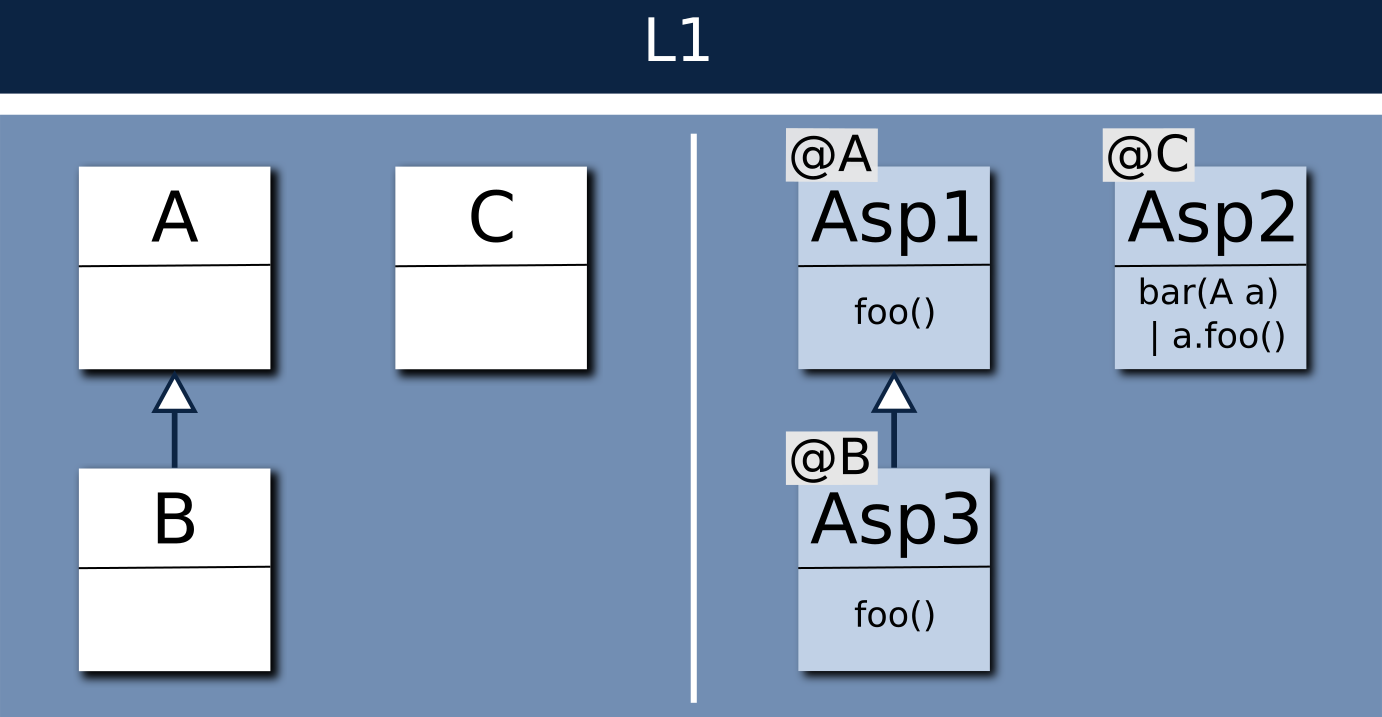 L1
A
C
@A
Asp1
foo()
@C
Asp2
bar(A a)
| a.foo()
B
@B
Asp3
foo()